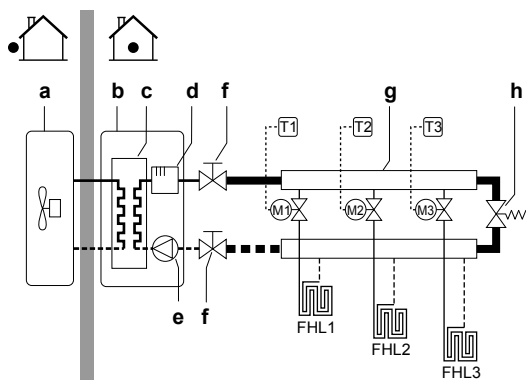 a b c d f g h
T1 T2 T3
M1 M2 M3
e f
FHL1
FHL2
FHL3